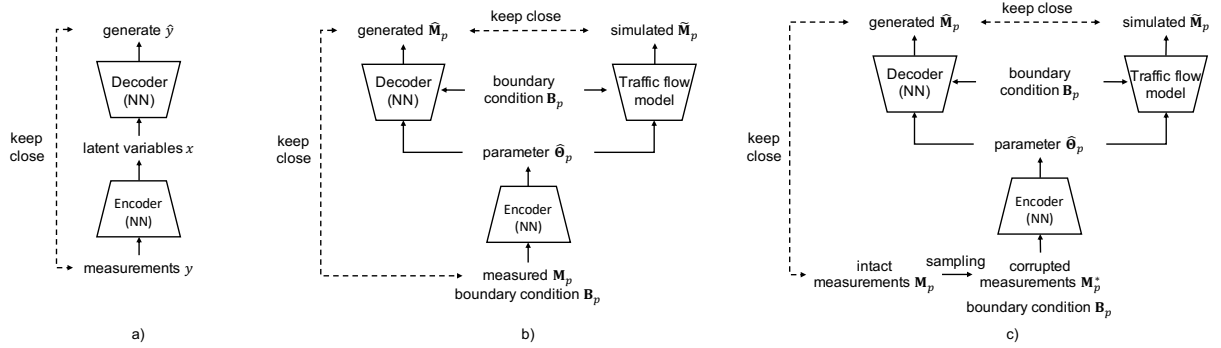 generate ŷ
Decoder
(NN)
keep
close
latent variables x
Encoder
(NN)
measurements y
a)
keep close
generated M̂ₚ
simulated M̃ₚ
Decoder
(NN)
boundary
condition Bₚ
Traffic flow
model
keep
close
parameter Θ̂ₚ
Encoder
(NN)
measured Mₚ
boundary condition Bₚ
b)
keep close
generated M̂ₚ
simulated M̃ₚ
Decoder
(NN)
boundary
condition Bₚ
Traffic flow
model
keep
close
parameter Θ̂ₚ
Encoder
(NN)
intact
measurements Mₚ
sampling
corrupted
measurements M*ₚ
boundary condition Bₚ
c)